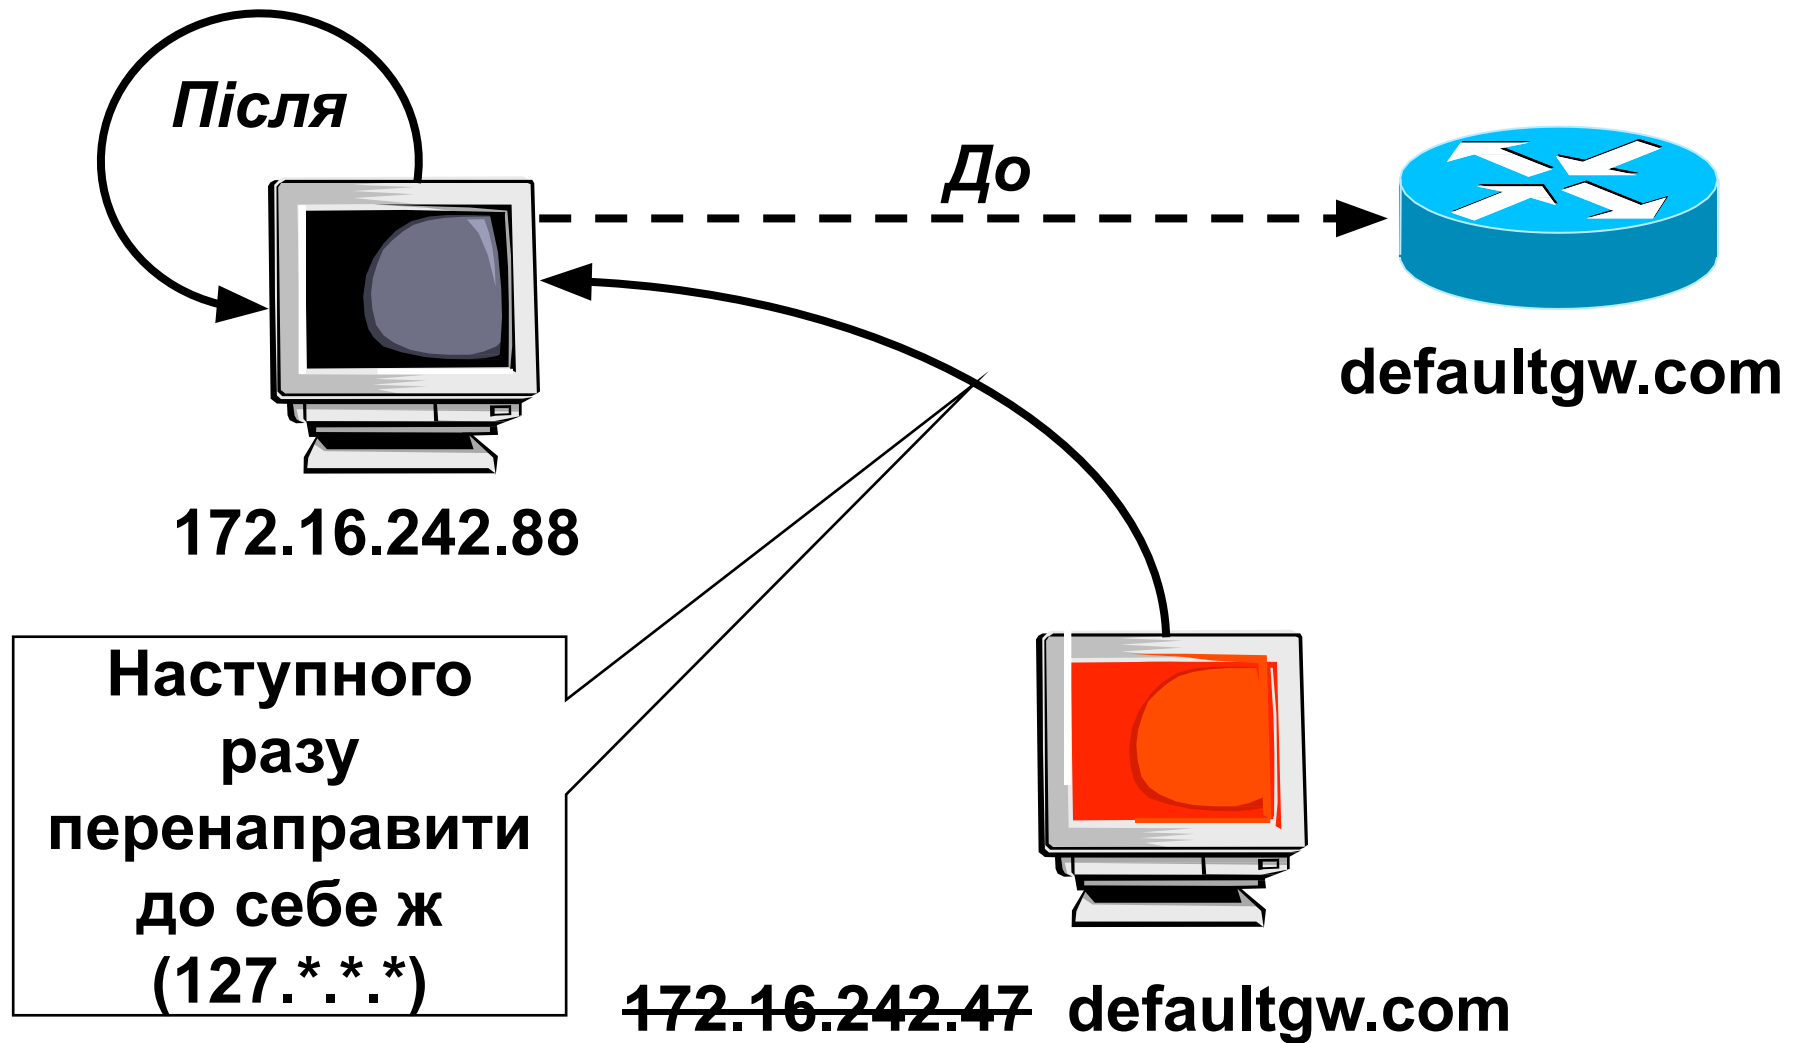 Після
До
defaultgw.com
172.16.242.88
Наступного
разу
перенаправити
до себе ж
(127.*.*.*)
172.16.242.47 defaultgw.com